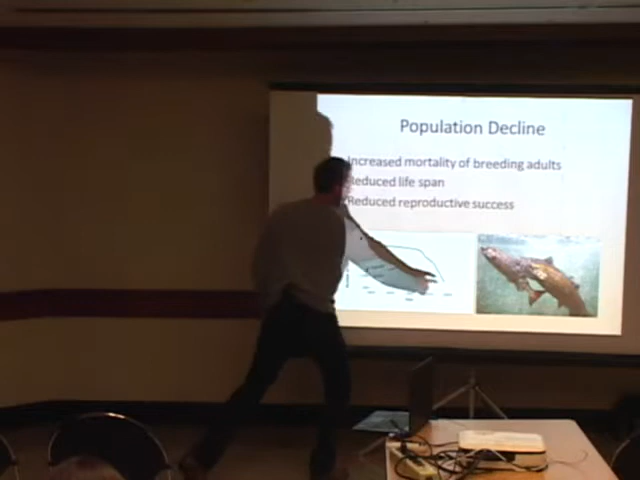 Population Decline
Increased mortality of breeding adults
Reduced life span
Reduced reproductive success